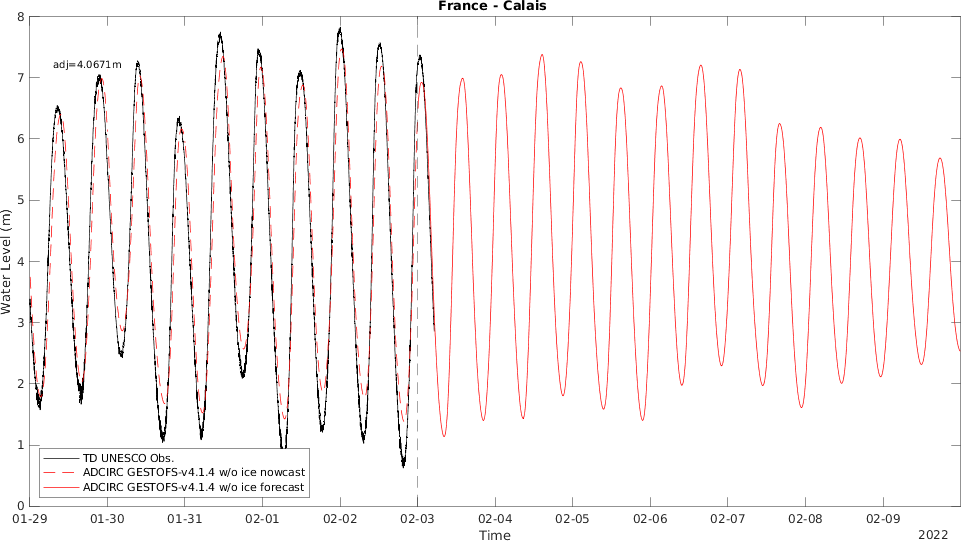 France - Calais
adj=4.0671m
Water Level (m)
8
7
6
5
4
3
2
1
0
TD UNESCO Obs.
ADCIRC GESTOFS-v4.1.4 w/o ice nowcast
ADCIRC GESTOFS-v4.1.4 w/o ice forecast
01-29 01-30 01-31 02-01 02-02 02-03 02-04 02-05 02-06 02-07 02-08 02-09
Time
2022